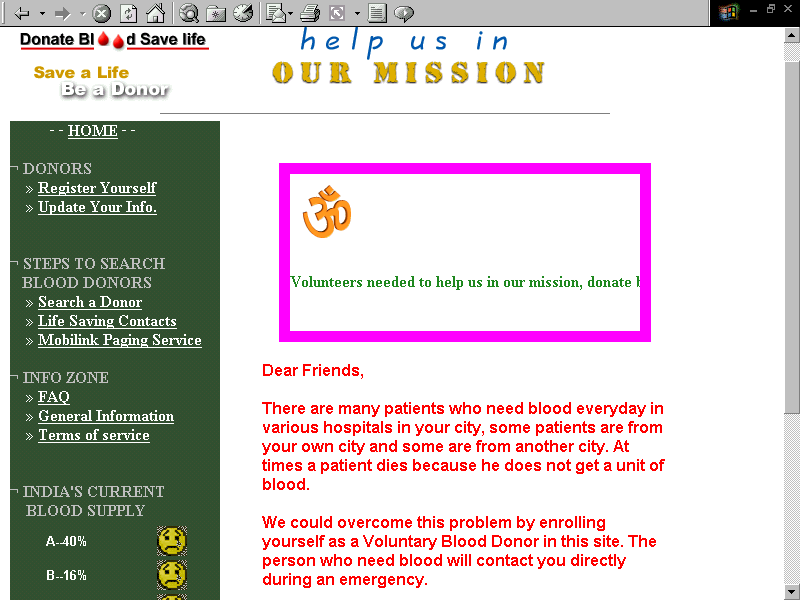 Donate Blood Save life
Save a Life
Be a Donor
help us in
OUR MISSION
- - HOME - -
¬ DONORS
» Register Yourself
» Update Your Info.
¬ STEPS TO SEARCH
BLOOD DONORS
» Search a Donor
» Life Saving Contacts
» Mobilink Paging Service
¬ INFO ZONE
» FAQ
» General Information
» Terms of service
¬ INDIA'S CURRENT
BLOOD SUPPLY
A--40%
B--16%
ॐ
Volunteers needed to help us in our mission, donate
Dear Friends,
There are many patients who need blood everyday in
various hospitals in your city, some patients are from
your own city and some are from another city. At
times a patient dies because he does not get a unit of
blood.
We could overcome this problem by enrolling
yourself as a Voluntary Blood Donor in this site. The
person who need blood will contact you directly
during an emergency.